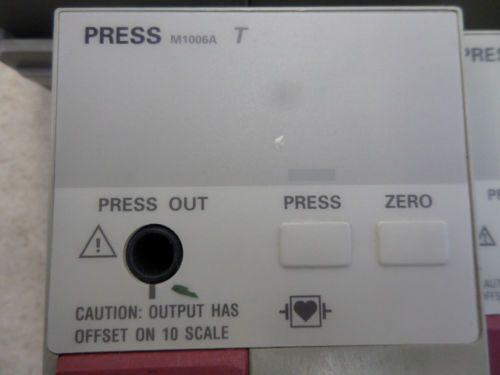 PRESS M1006A T
PRESS OUT
PRESS
ZERO
CAUTION: OUTPUT HAS
OFFSET ON 10 SCALE